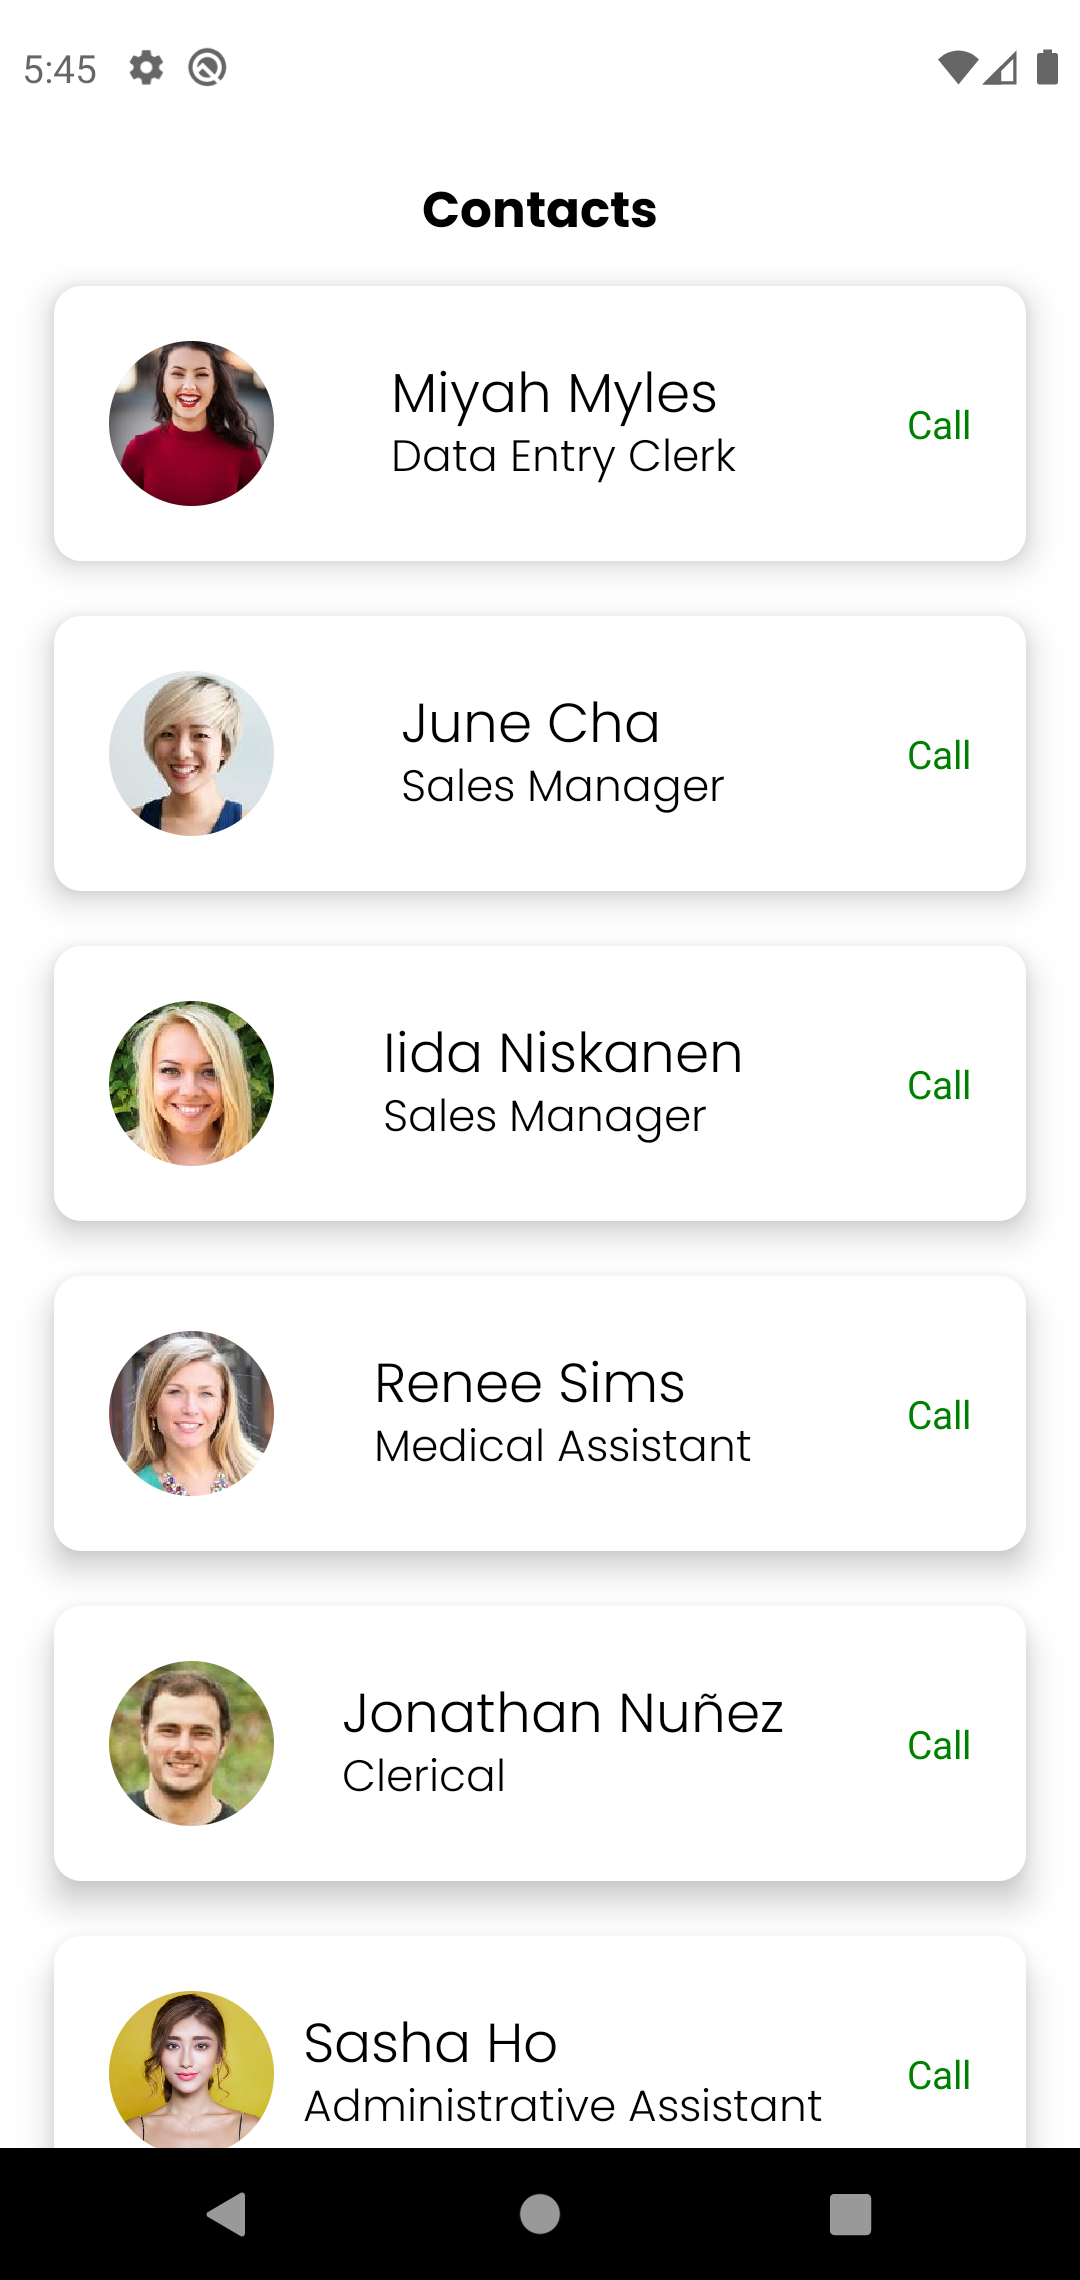 5:45
Contacts
Miyah Myles
Data Entry Clerk
Call
June Cha
Sales Manager
Call
Iida Niskanen
Sales Manager
Call
Renee Sims
Medical Assistant
Call
Jonathan Nuñez
Clerical
Call
Sasha Ho
Administrative Assistant
Call